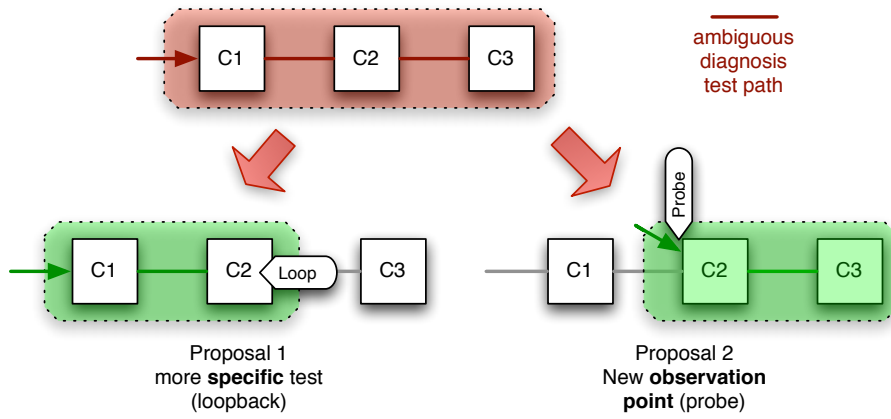 C1
C2
C3
ambiguous
diagnosis
test path
C1
C2
Loop
C3
Probe
C1
C2
C3
Proposal 1
more specific test
(loopback)
Proposal 2
New observation
point (probe)